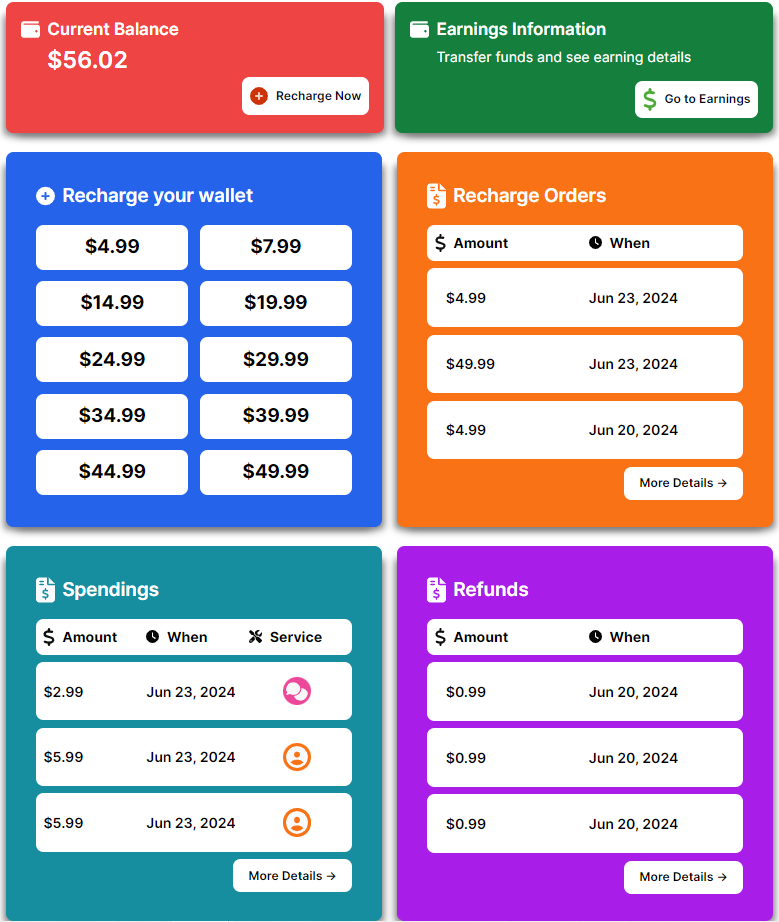 Current Balance
$56.02
Recharge Now
Earnings Information
Transfer funds and see earning details
Go to Earnings
Recharge your wallet
$4.99 $7.99
$14.99 $19.99
$24.99 $29.99
$34.99 $39.99
$44.99 $49.99
Recharge Orders
Amount When
$4.99 Jun 23, 2024
$49.99 Jun 23, 2024
$4.99 Jun 20, 2024
More Details →
Spendings
Amount When Service
$2.99 Jun 23, 2024
$5.99 Jun 23, 2024
$5.99 Jun 23, 2024
More Details →
Refunds
Amount When
$0.99 Jun 20, 2024
$0.99 Jun 20, 2024
$0.99 Jun 20, 2024
More Details →